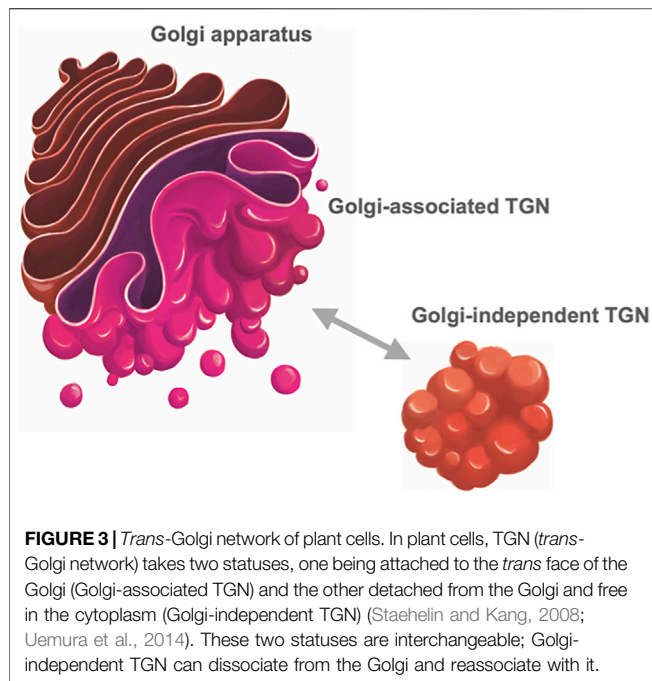 Golgi apparatus
Golgi-associated TGN
Golgi-independent TGN
FIGURE 3 | Trans-Golgi network of plant cells. In plant cells, TGN (trans-
Golgi network) takes two statuses, one being attached to the trans face of the
Golgi (Golgi-associated TGN) and the other detached from the Golgi and free
in the cytoplasm (Golgi-independent TGN) (Staehelin and Kang, 2008;
Uemura et al., 2014). These two statuses are interchangeable; Golgi-
independent TGN can dissociate from the Golgi and reassociate with it.